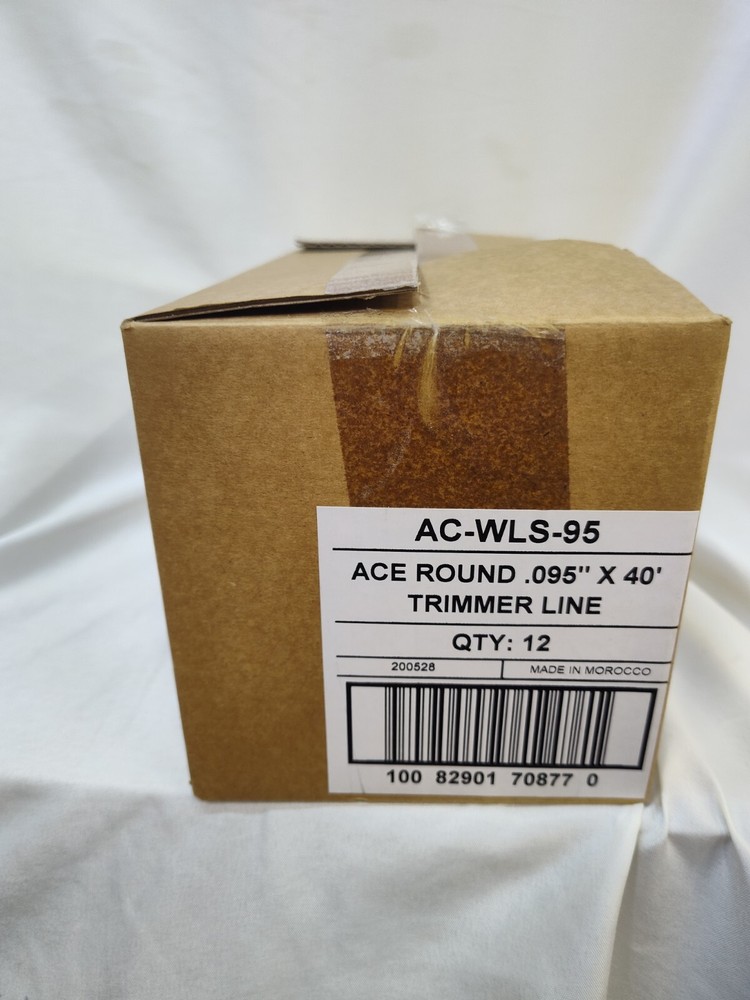 AC-WLS-95
ACE ROUND .095" X 40'
TRIMMER LINE
QTY: 12
200528 MADE IN MOROCCO
100 82901 70877 0